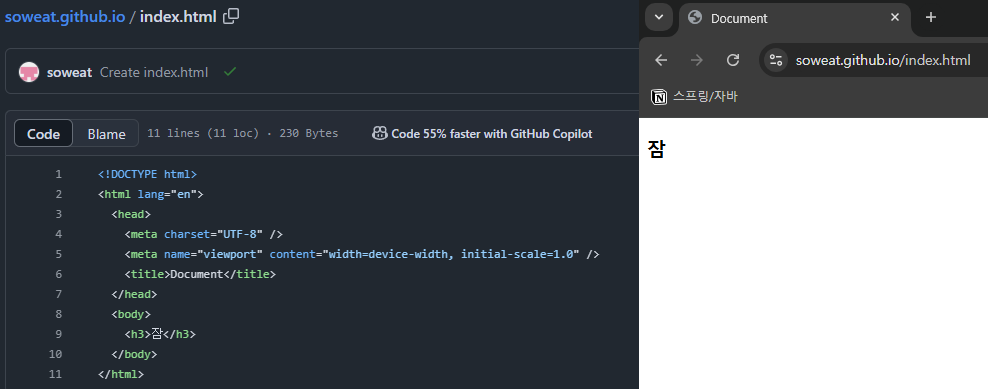 soweat.github.io / index.html
soweat Create index.html
Code Blame 11 lines (11 loc) · 230 Bytes Code 55% faster with GitHub Copilot
1 <!DOCTYPE html>
2 <html lang="en">
3 <head>
4 <meta charset="UTF-8" />
5 <meta name="viewport" content="width=device-width, initial-scale=1.0" />
6 <title>Document</title>
7 </head>
8 <body>
9 <h3>잠</h3>
10 </body>
11 </html>
Document
soweat.github.io/index.html
스프링/자바
잠